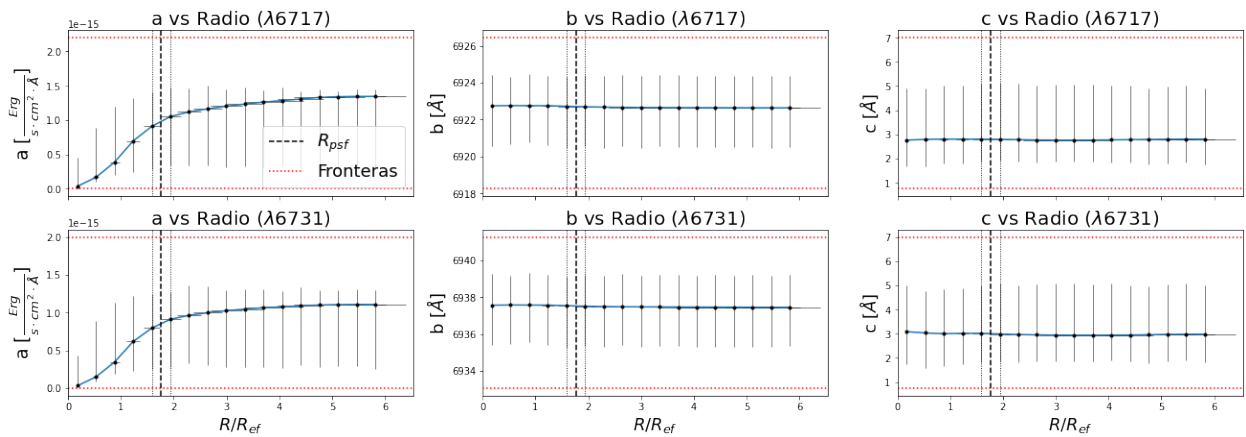 a vs Radio (λ6717)
1e−15
a [Erg / s · cm² · Å]
2.0
1.5
1.0
0.5
0.0
R_psf
Fronteras
b vs Radio (λ6717)
b [Å]
6926
6924
6922
6920
6918
c vs Radio (λ6717)
c [Å]
7
6
5
4
3
2
1
a vs Radio (λ6731)
1e−15
a [Erg / s · cm² · Å]
2.0
1.5
1.0
0.5
0.0
0 1 2 3 4 5 6
R/R_ef
b vs Radio (λ6731)
b [Å]
6940
6938
6936
6934
0 1 2 3 4 5 6
R/R_ef
c vs Radio (λ6731)
c [Å]
7
6
5
4
3
2
1
0 1 2 3 4 5 6
R/R_ef